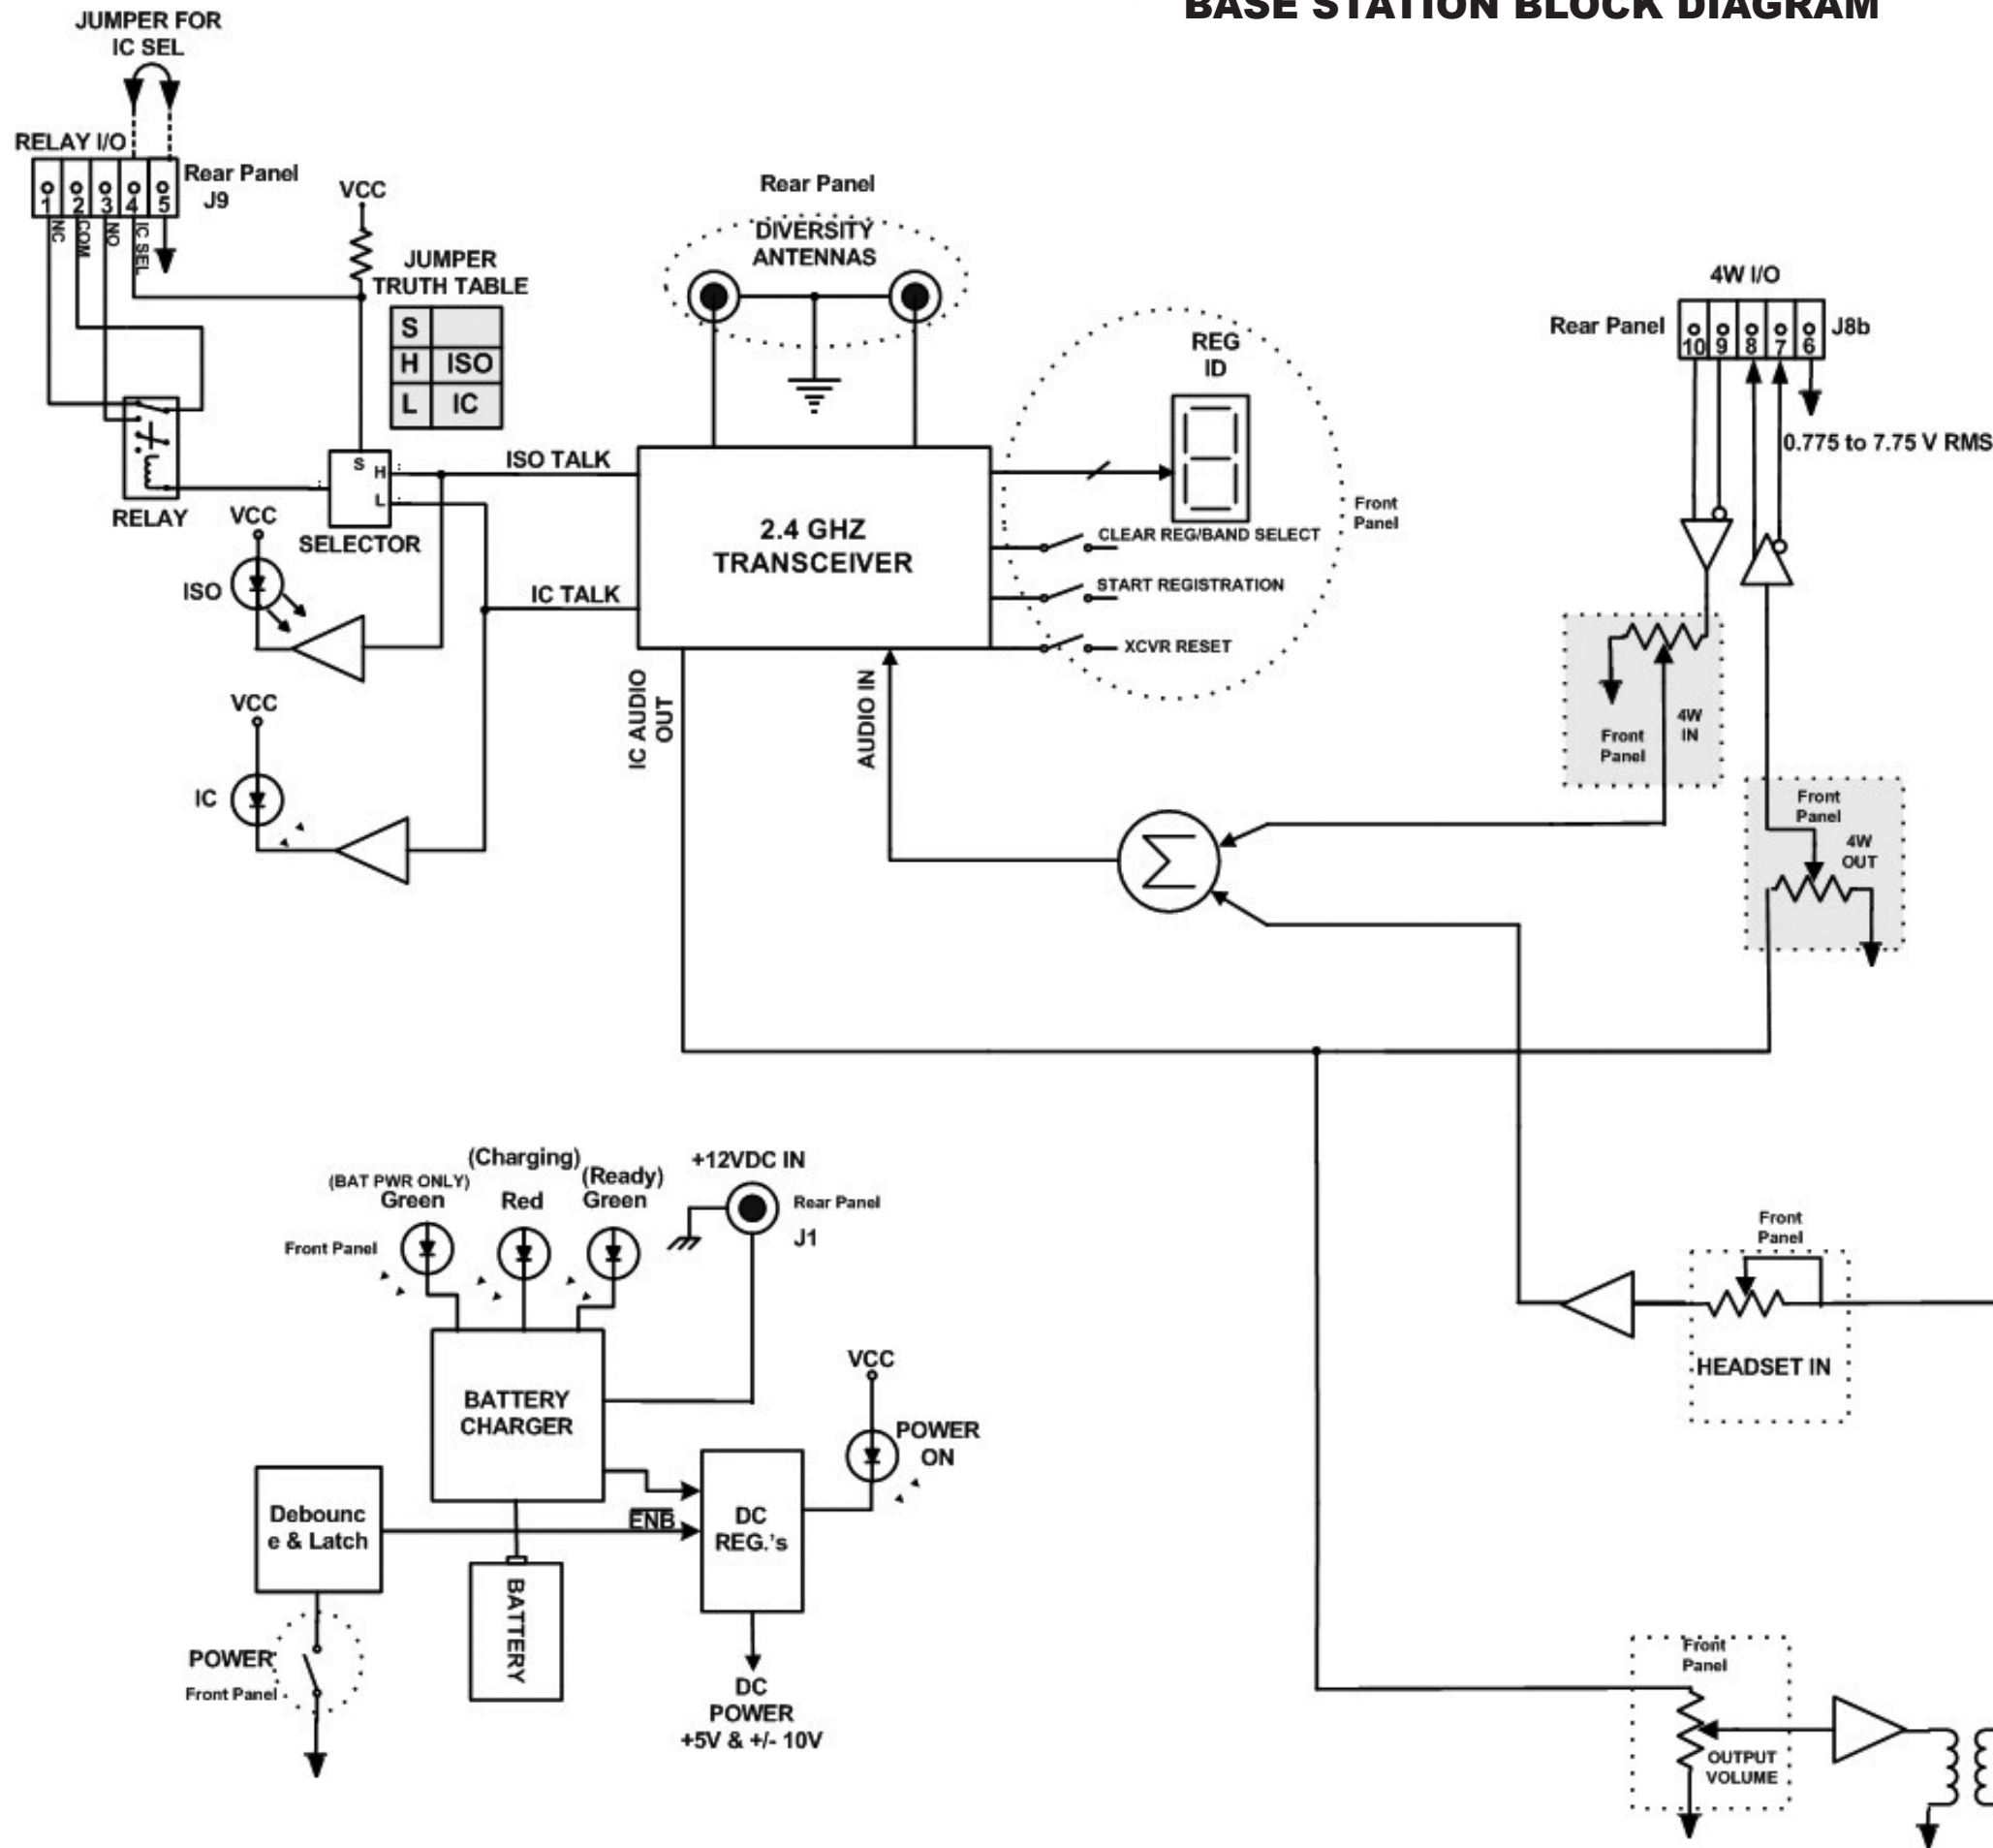 BASE STATION BLOCK DIAGRAM
JUMPER FOR
IC SEL
RELAY I/O
1
2
3
4
5
Rear Panel
J9
NC
COM
NO
IC SEL
VCC
JUMPER
TRUTH TABLE
S
H ISO
L IC
Rear Panel
DIVERSITY
ANTENNAS
REG
ID
4W I/O
Rear Panel
10
9
8
7
6
J8b
0.775 to 7.75 V RMS
RELAY
S
H
L
SELECTOR
ISO TALK
IC TALK
2.4 GHZ
TRANSCEIVER
CLEAR REG/BAND SELECT
START REGISTRATION
XCVR RESET
Front
Panel
VCC
ISO
VCC
IC
IC AUDIO
OUT
AUDIO IN
Σ
4W
IN
Front
Panel
Front
Panel
4W
OUT
(BAT PWR ONLY)
Green
(Charging)
Red
(Ready)
Green
Front Panel
+12VDC IN
Rear Panel
J1
BATTERY
CHARGER
VCC
POWER
ON
Debounc
e & Latch
ENB
DC
REG.'s
BATTERY
POWER
Front Panel
DC
POWER
+5V & +/- 10V
Front
Panel
HEADSET IN
Front
Panel
OUTPUT
VOLUME